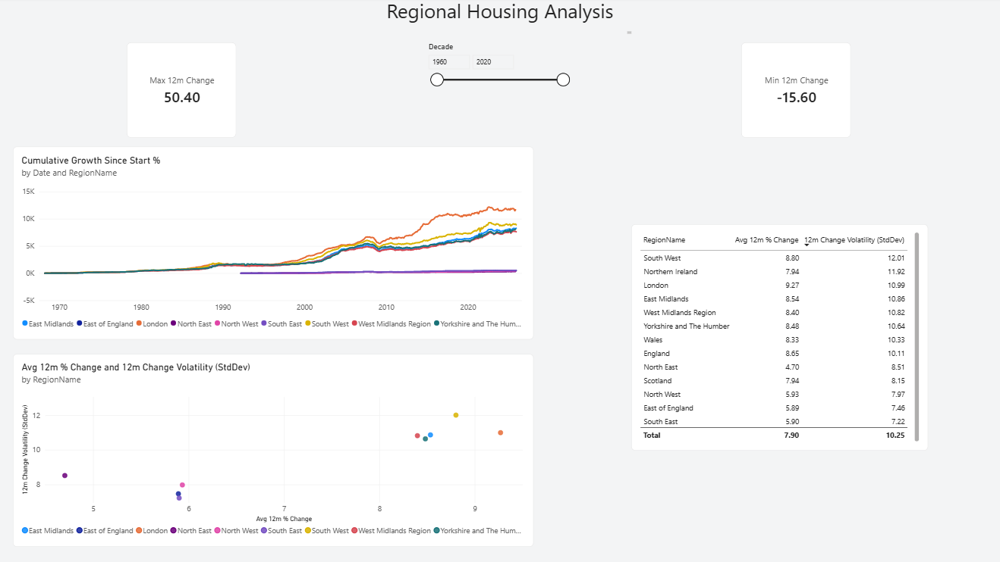 Regional Housing Analysis
Max 12m Change
50.40
Decade
1960 2020
Min 12m Change
-15.60
Cumulative Growth Since Start %
by Date and RegionName
15K
10K
5K
0K
-5K
1970 1980 1990 2000 2010 2020
East Midlands East of England London North East North West South East South West West Midlands Region Yorkshire and The Hum...
Avg 12m % Change and 12m Change Volatility (StdDev)
by RegionName
12m Change Volatility (StdDev)
12
10
8
5 6 7 8 9
Avg 12m % Change
East Midlands East of England London North East North West South East South West West Midlands Region Yorkshire and The Hum...
RegionName Avg 12m % Change 12m Change Volatility (StdDev)
South West 8.80 12.01
Northern Ireland 7.94 11.92
London 9.27 10.99
East Midlands 8.54 10.86
West Midlands Region 8.40 10.82
Yorkshire and The Humber 8.48 10.64
Wales 8.33 10.33
England 8.65 10.11
North East 4.70 8.51
Scotland 7.94 8.15
North West 5.93 7.97
East of England 5.89 7.46
South East 5.90 7.22
Total 7.90 10.25